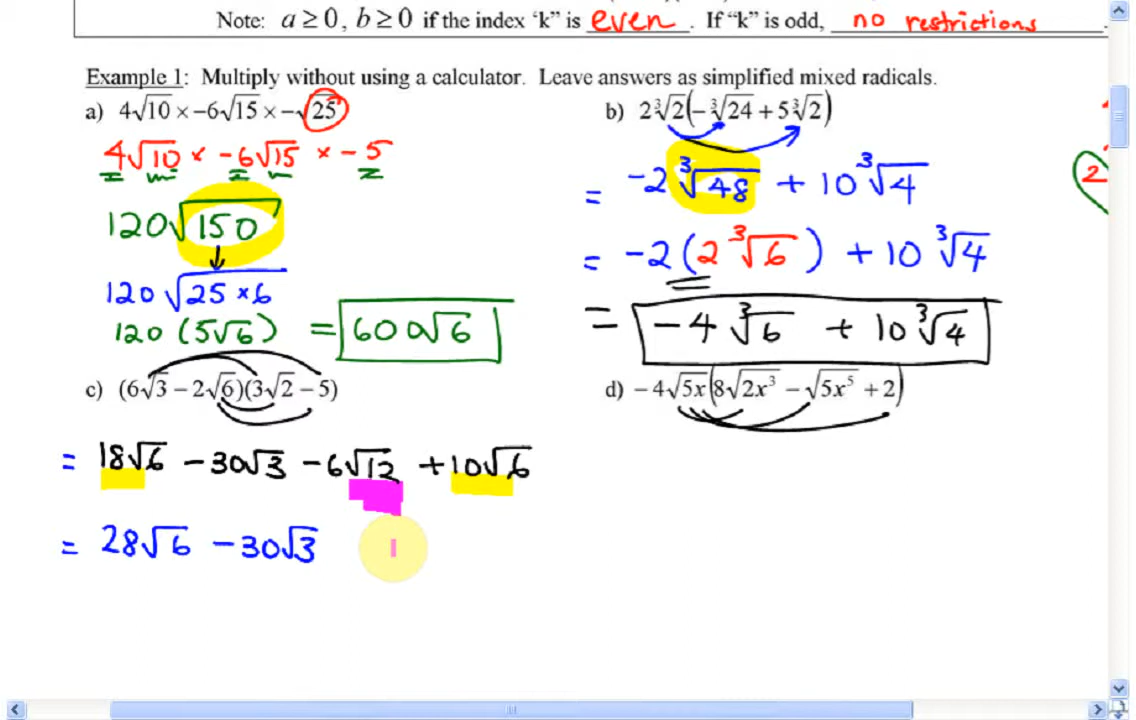 Note: a ≥ 0, b ≥ 0 if the index ‘k” is even. If “k” is odd, no restrictions.
Example 1: Multiply without using a calculator. Leave answers as simplified mixed radicals.
a) 4√10 × −6√15 × −√25
4√10 × −6√15 × −5
120√150
120√25 × 6
120 (5√6) = 600√6
b) 2∛2(−∛24 + 5∛2)
= −2∛48 + 10∛4
= −2 (2∛6) + 10∛4
= −4∛6 + 10∛4
2
c) (6√3 − 2√6)(3√2 − 5)
= 18√6 − 30√3 − 6√12 + 10√6
= 28√6 − 30√3
d) −4√5x(8√2x³ − √5x⁵ + 2)